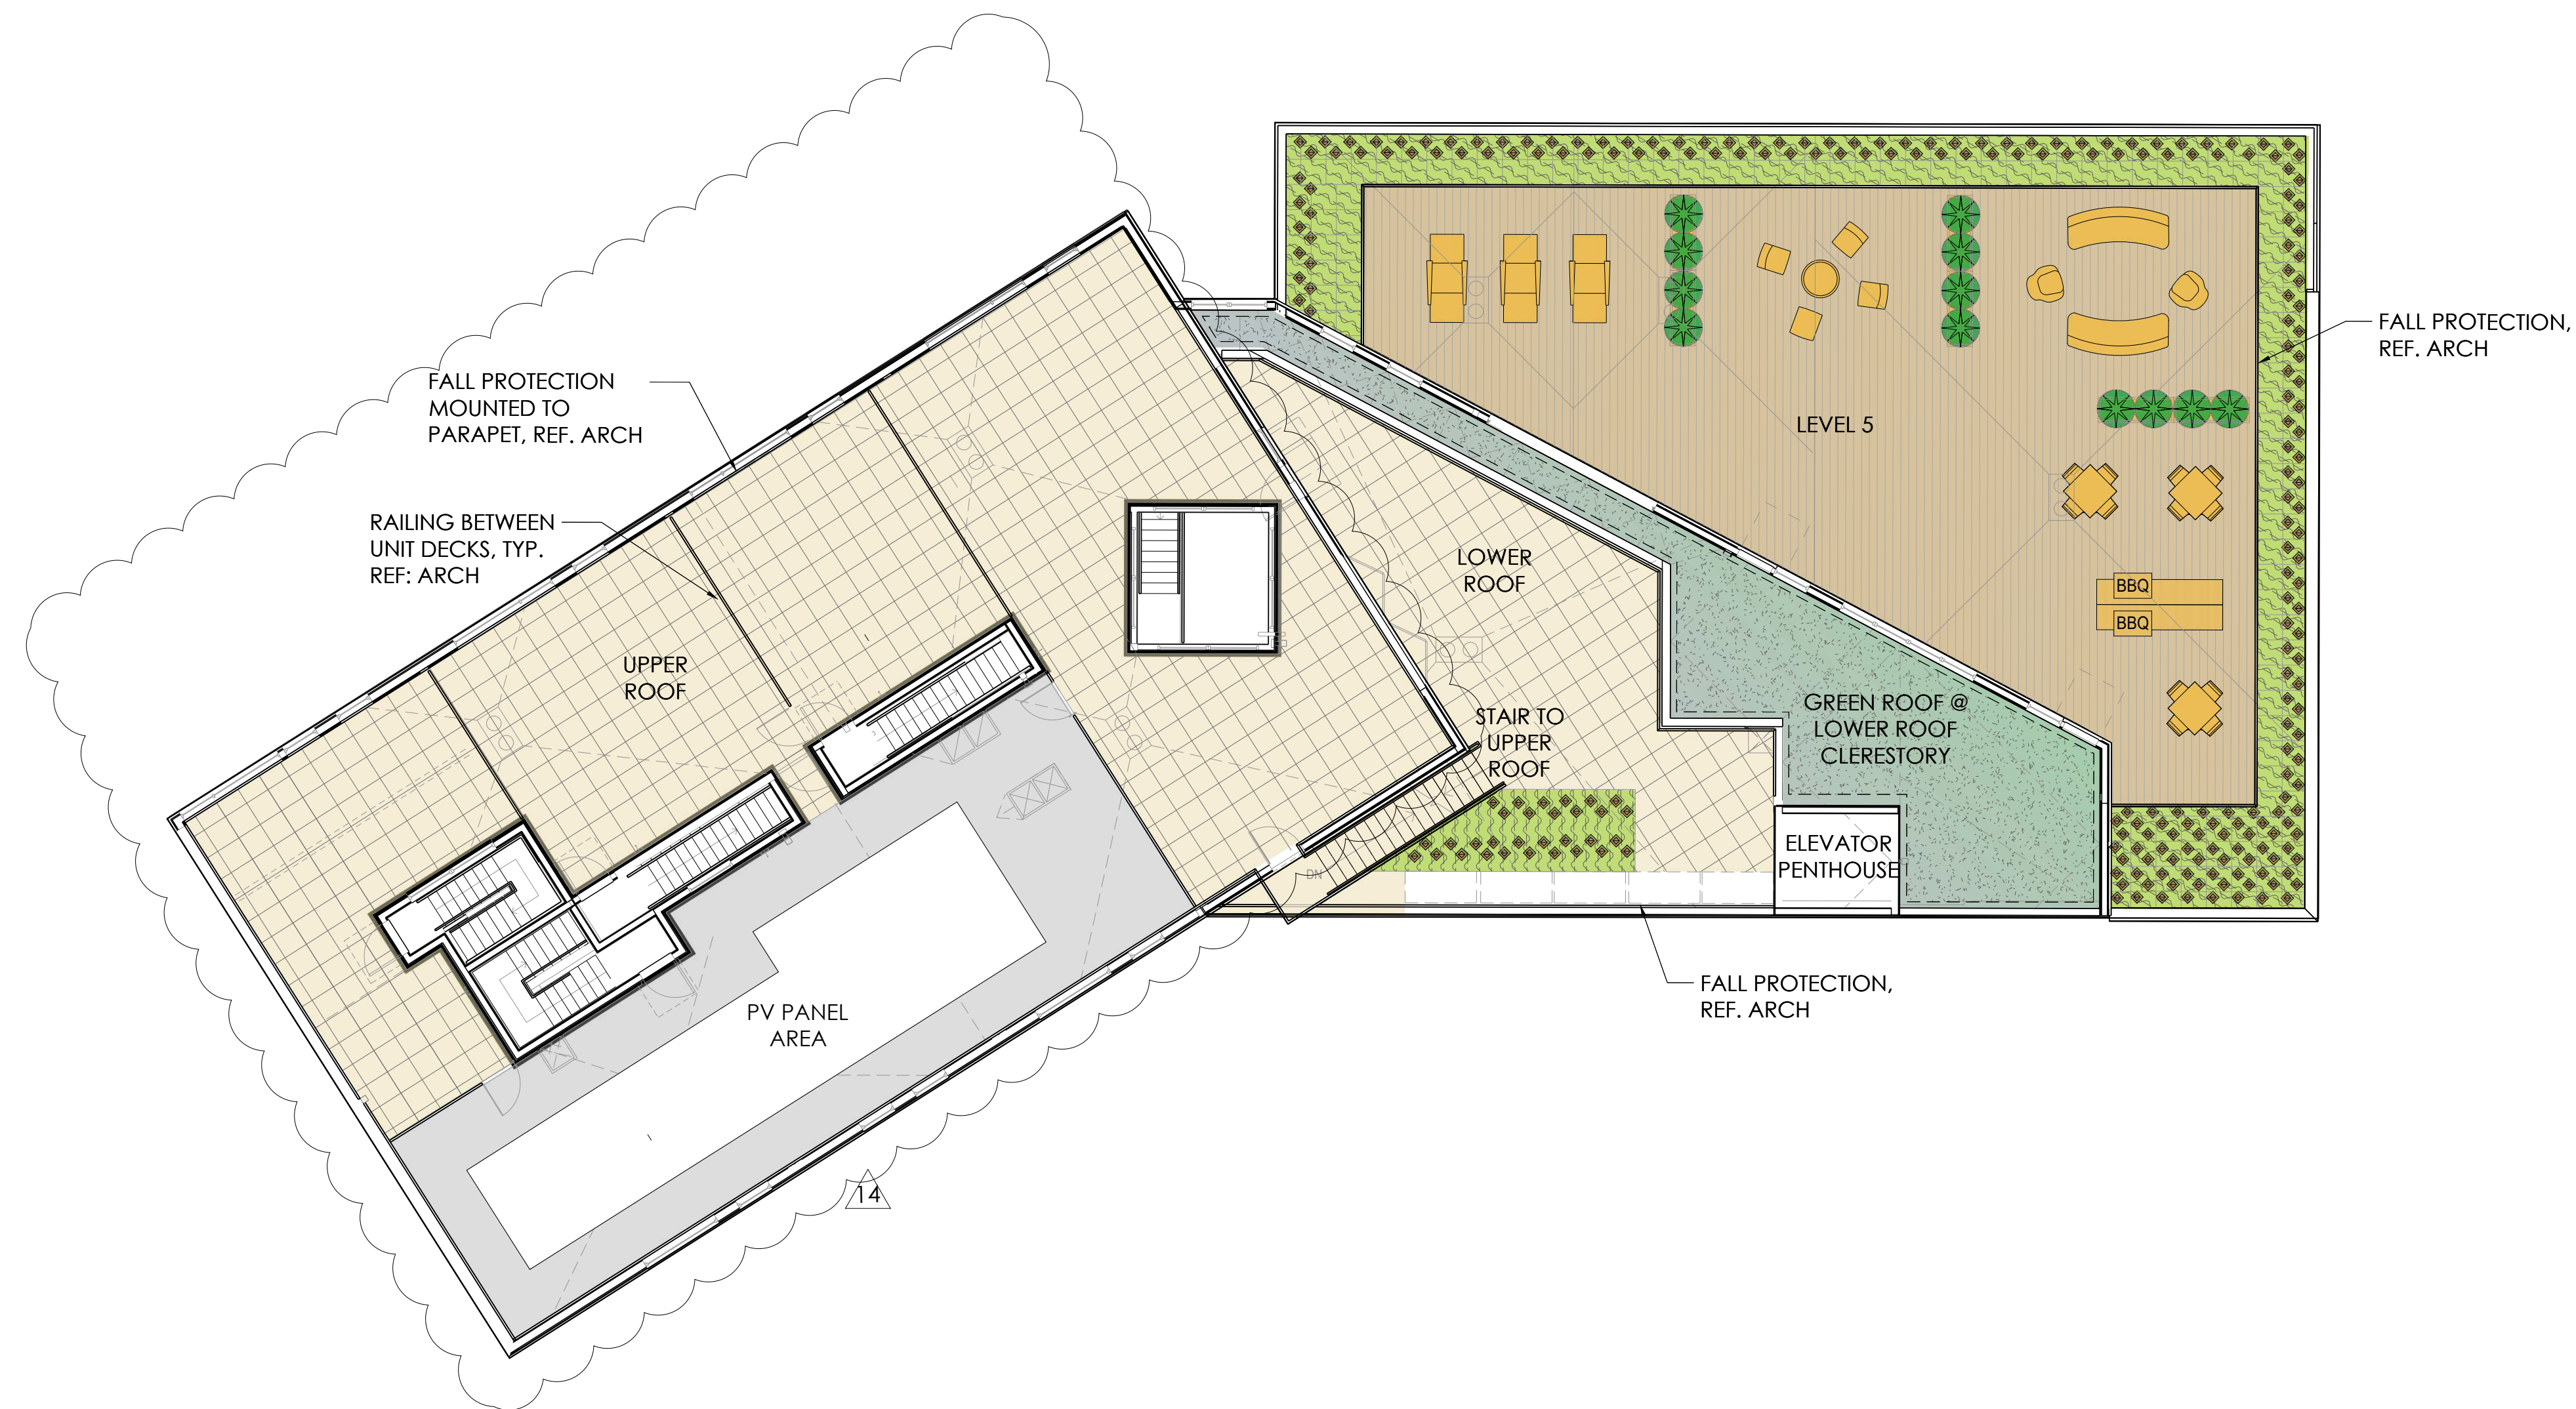 FALL PROTECTION
MOUNTED TO
PARAPET, REF. ARCH
RAILING BETWEEN
UNIT DECKS, TYP.
REF: ARCH
UPPER
ROOF
PV PANEL
AREA
14
LOWER
ROOF
STAIR TO
UPPER
ROOF
DN
LEVEL 5
BBQ
BBQ
GREEN ROOF @
LOWER ROOF
CLERESTORY
ELEVATOR
PENTHOUSE
FALL PROTECTION,
REF. ARCH
FALL PROTECTION,
REF. ARCH